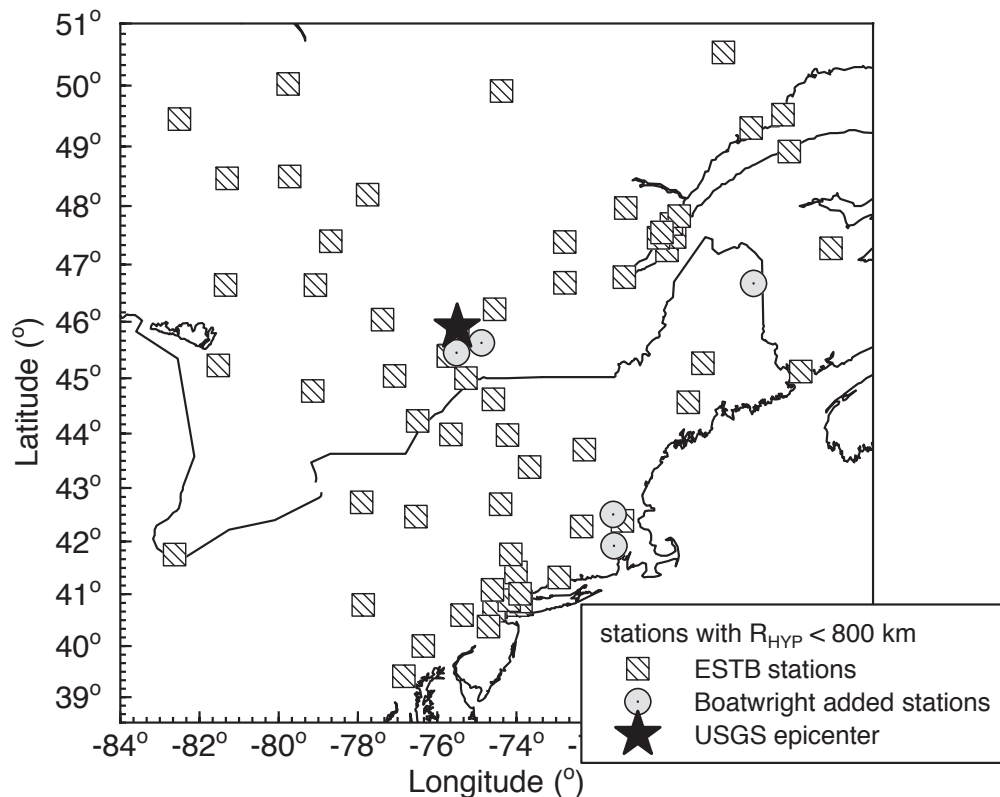 51°
50°
49°
48°
47°
46°
45°
44°
43°
42°
41°
40°
39°
Latitude (°)
-84° -82° -80° -78° -76° -74° -72
Longitude (°)
stations with R_HYP < 800 km
ESTB stations
Boatwright added stations
USGS epicenter